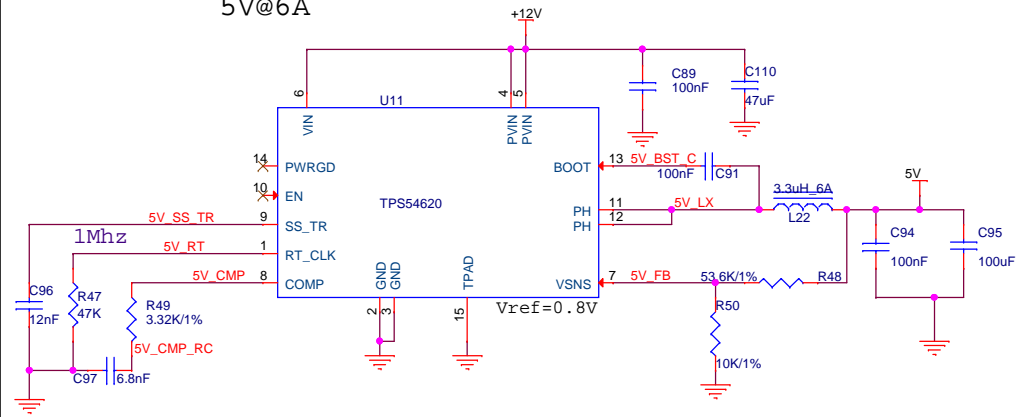 5V@6A
+12V
C89
100nF
C110
47uF
U11
6
4
5
VIN
PVIN
PVIN
14
PWRGD
BOOT
13
5V_BST_C
100nF
C91
10
EN
TPS54620
5V_SS_TR
9
SS_TR
PH
11
5V_LX
3.3uH_6A
L22
5V
PH
12
1Mhz
5V_RT
1
RT_CLK
C94
100nF
C95
100uF
5V_CMP
8
COMP
GND
GND
TPAD
VSNS
7
5V_FB
53.6K/1%
R48
C96
12nF
R47
47K
R49
3.32K/1%
2
3
15
Vref=0.8V
R50
10K/1%
5V_CMP_RC
C97
6.8nF